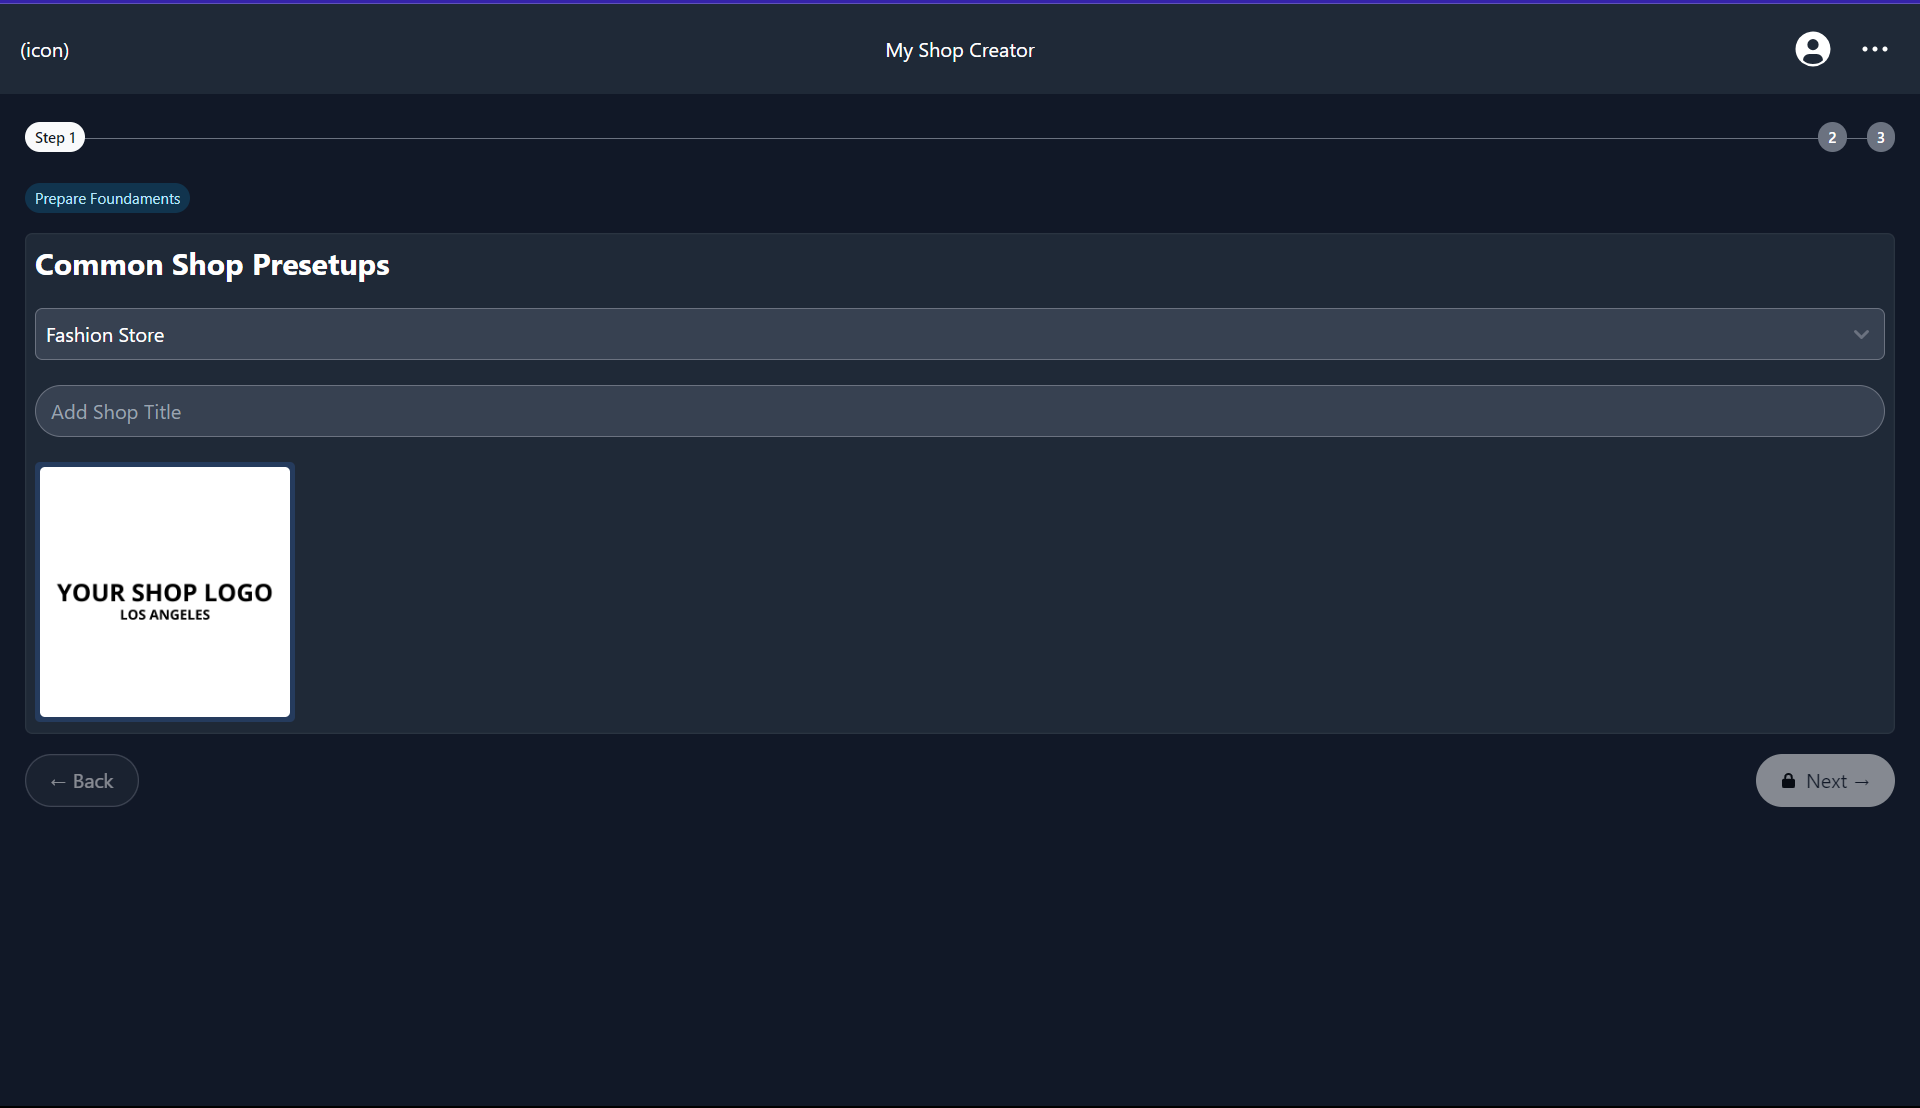 (icon)
My Shop Creator
Step 1
2
3
Prepare Foundaments
Common Shop Presetups
Fashion Store
Add Shop Title
YOUR SHOP LOGO
LOS ANGELES
← Back
Next →